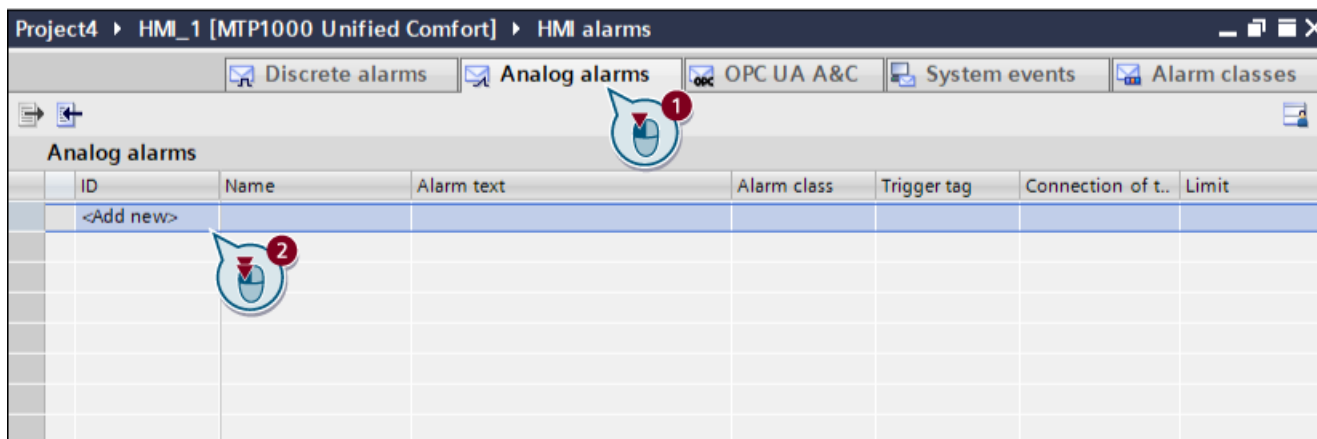 Project4 ▸ HMI_1 [MTP1000 Unified Comfort] ▸ HMI alarms
Discrete alarms Analog alarms OPC UA A&C System events Alarm classes
1
Analog alarms
ID Name Alarm text Alarm class Trigger tag Connection of t.. Limit
<Add new>
2